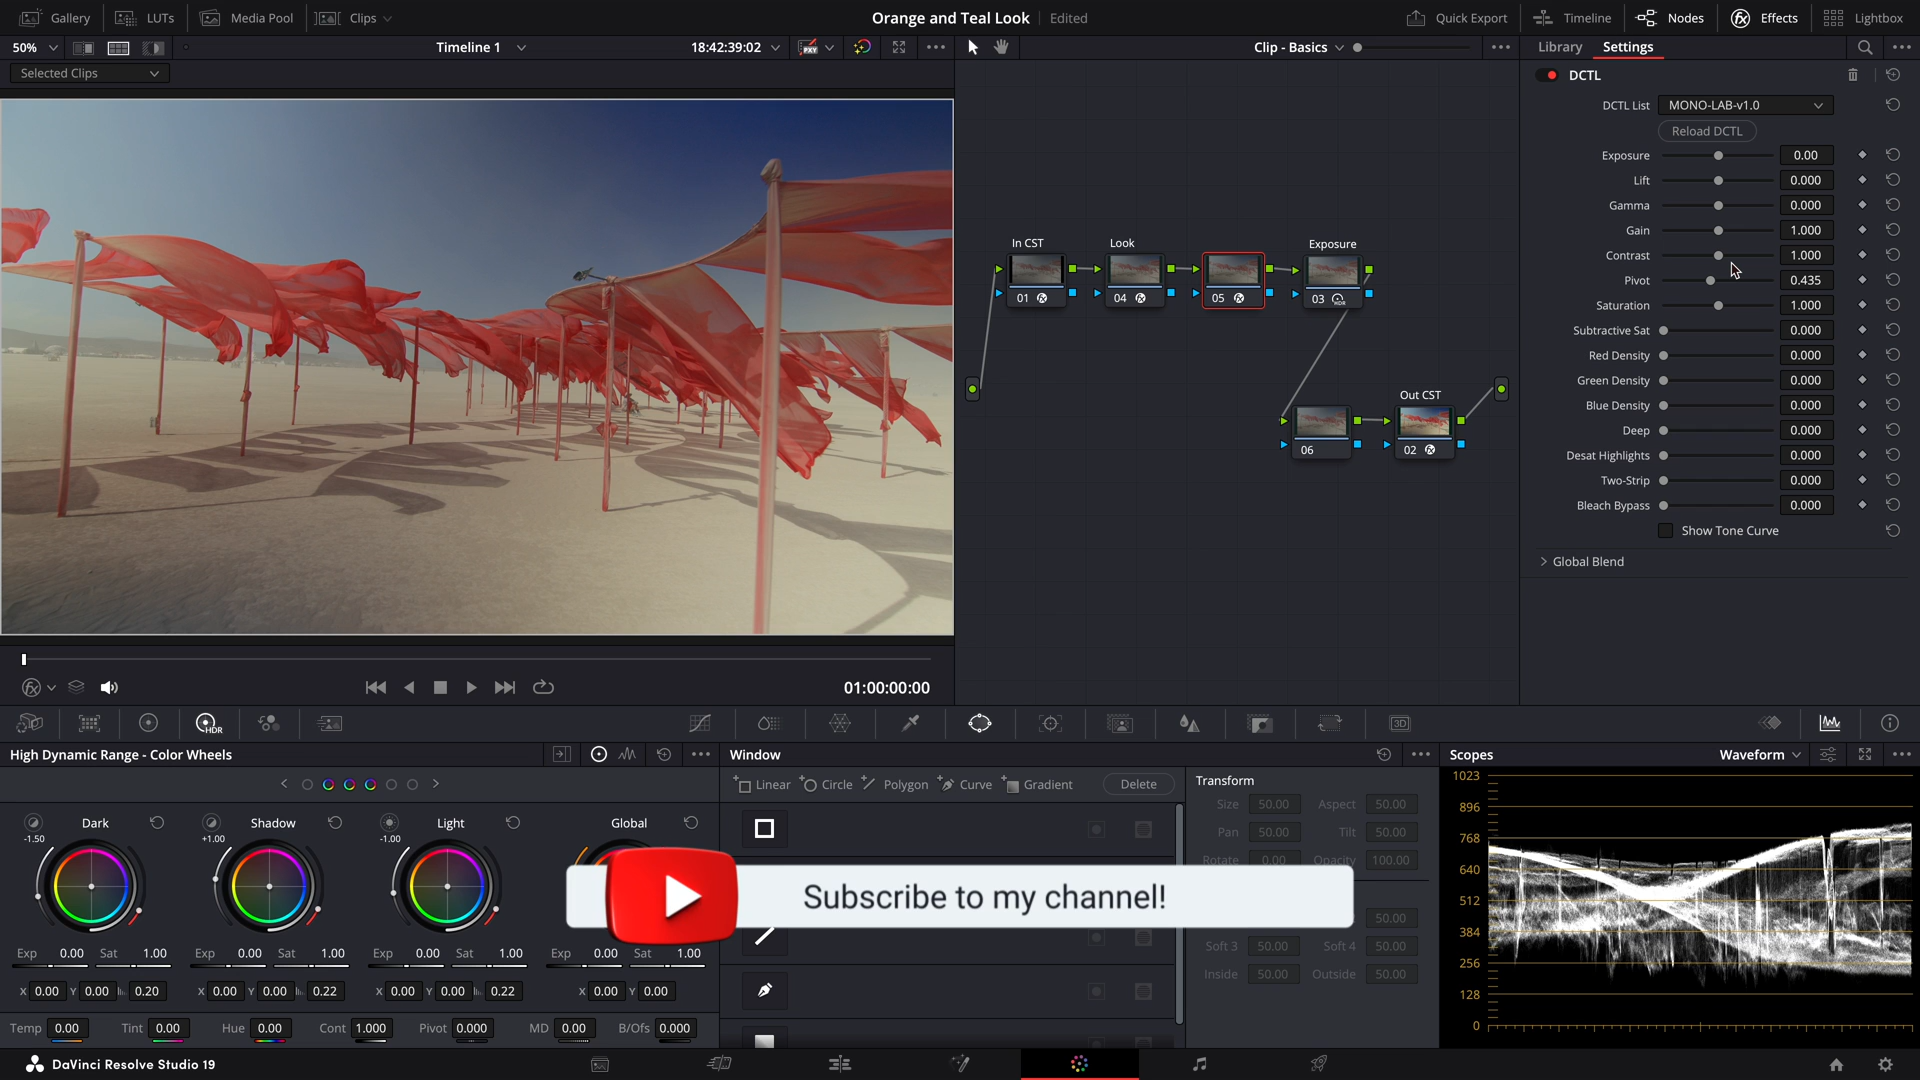 Gallery LUTs Media Pool Clips Orange and Teal Look Edited Quick Export Timeline Nodes Effects Lightbox
50% Timeline 1 18:42:39:02 Clip - Basics Library Settings
Selected Clips
DCTL
DCTL List MONO-LAB-v1.0
Reload DCTL
Exposure 0.00
Lift 0.000
Gamma 0.000
Gain 1.000
Contrast 1.000
Pivot 0.435
Saturation 1.000
Subtractive Sat 0.000
Red Density 0.000
Green Density 0.000
Blue Density 0.000
Deep 0.000
Desat Highlights 0.000
Two-Strip 0.000
Bleach Bypass 0.000
Show Tone Curve
Global Blend
In CST Look Exposure
01 04 05 03 HDR
Out CST
06 02
01:00:00:00
HDR 3D
High Dynamic Range - Color Wheels
Dark Shadow Light Global
-1.50 +1.00 -1.00
Exp 0.00 Sat 1.00 Exp 0.00 Sat 1.00 Exp 0.00 Sat 1.00 Exp 0.00 Sat 1.00
X 0.00 Y 0.00 0.20 X 0.00 Y 0.00 0.22 X 0.00 Y 0.00 0.22 X 0.00 Y 0.00
Temp 0.00 Tint 0.00 Hue 0.00 Cont 1.000 Pivot 0.000 MD 0.00 B/Ofs 0.000
Window
Linear Circle Polygon Curve Gradient Delete
Transform
Size 50.00 Aspect 50.00
Pan 50.00 Tilt 50.00
Rotate 0.00 Opacity 100.00
50.00
Soft 3 50.00 Soft 4 50.00
Inside 50.00 Outside 50.00
Subscribe to my channel!
Scopes Waveform
1023
896
768
640
512
384
256
128
0
DaVinci Resolve Studio 19